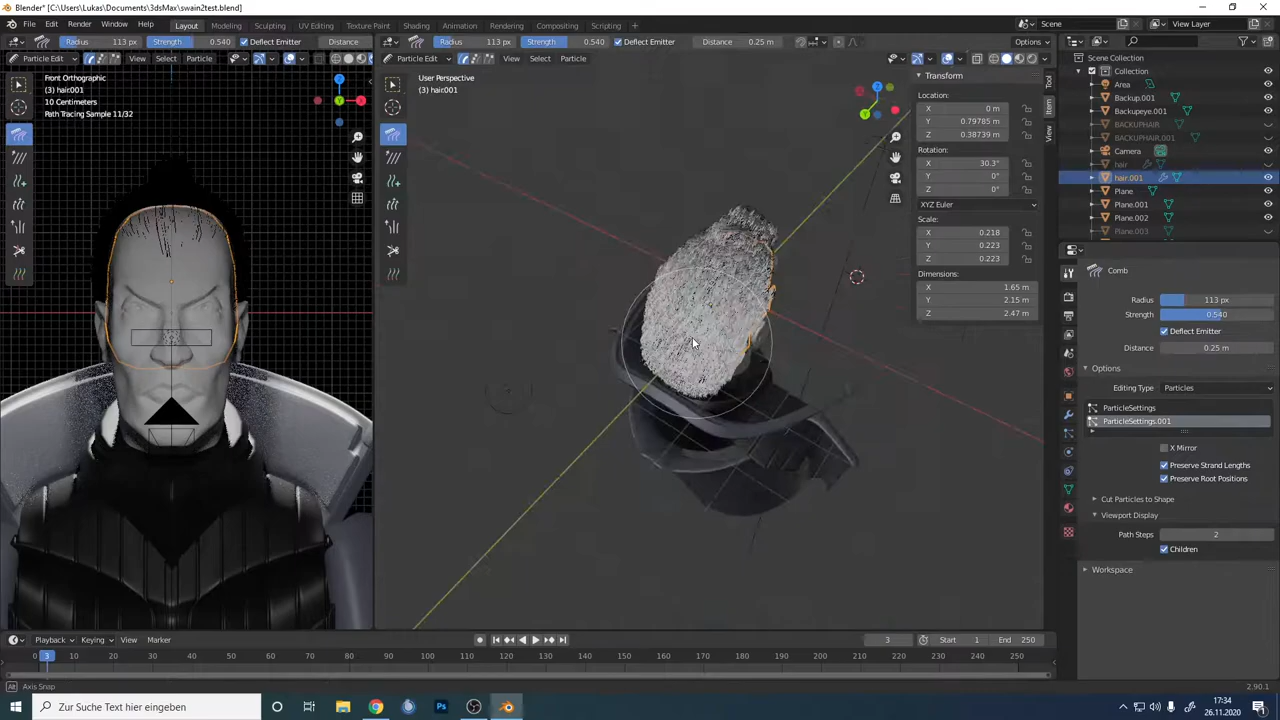 Blender* [C:\Users\Lukas\Documents\3dsMax\swain2test.blend]
File Edit Render Window Help Layout Modeling Sculpting UV Editing Texture Paint Shading Animation Rendering Compositing Scripting + Scene View Layer
Radius 113 px Strength 0.540 Deflect Emitter Distance
Radius 113 px Strength 0.540 Deflect Emitter Distance 0.25 m Options
Particle Edit View Select Particle
Particle Edit View Select Particle
Front Orthographic
(3) hair.001
10 Centimeters
Path Tracing Sample 11/32
User Perspective
(3) hair.001
Transform
Location:
X 0 m
Y 0.79785 m
Z 0.38739 m
Rotation:
X 30.3°
Y 0°
Z 0°
XYZ Euler
Scale:
X 0.218
Y 0.223
Z 0.223
Dimensions:
X 1.65 m
Y 2.15 m
Z 2.47 m
Tool
Item
View
Scene Collection
Collection
Area
Backup.001
Backupeye.001
BACKUPHAIR
BACKUPHAIR.001
Camera
hair
hair.001
Plane
Plane.001
Plane.002
Plane.003
Comb
Radius 113 px
Strength 0.540
Deflect Emitter
Distance 0.25 m
Options
Editing Type Particles
ParticleSettings
ParticleSettings.001
X Mirror
Preserve Strand Lengths
Preserve Root Positions
Cut Particles to Shape
Viewport Display
Path Steps 2
Children
Workspace
Playback Keying View Marker 3 Start 1 End 250
0 3 10 20 30 40 50 60 70 80 90 100 110 120 130 140 150 160 170 180 190 200 210 220 230 240 250
Alt Axis Snap 2.90.1
Zur Suche Text hier eingeben
Ps
17:34
26.11.2020